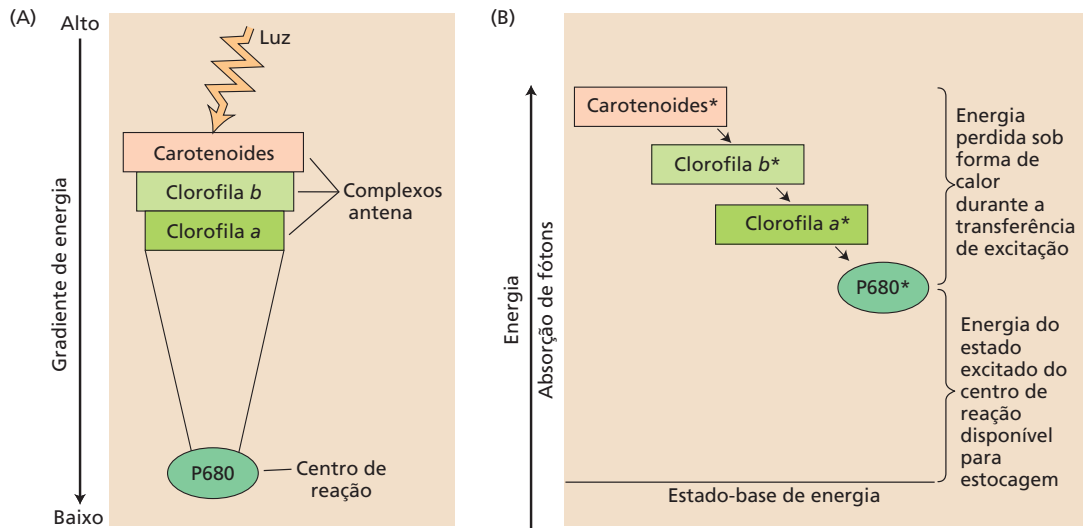 (A)
Alto
Luz
Carotenoides
Clorofila b
Clorofila a
Complexos
antena
Gradiente de energia
P680
Centro de
reação
Baixo
(B)
Energia
Absorção de fótons
Carotenoides*
Clorofila b*
Clorofila a*
P680*
Energia
perdida sob
forma de
calor
durante a
transferência
de excitação
Energia do
estado
excitado do
centro de
reação
disponível
para
estocagem
Estado-base de energia